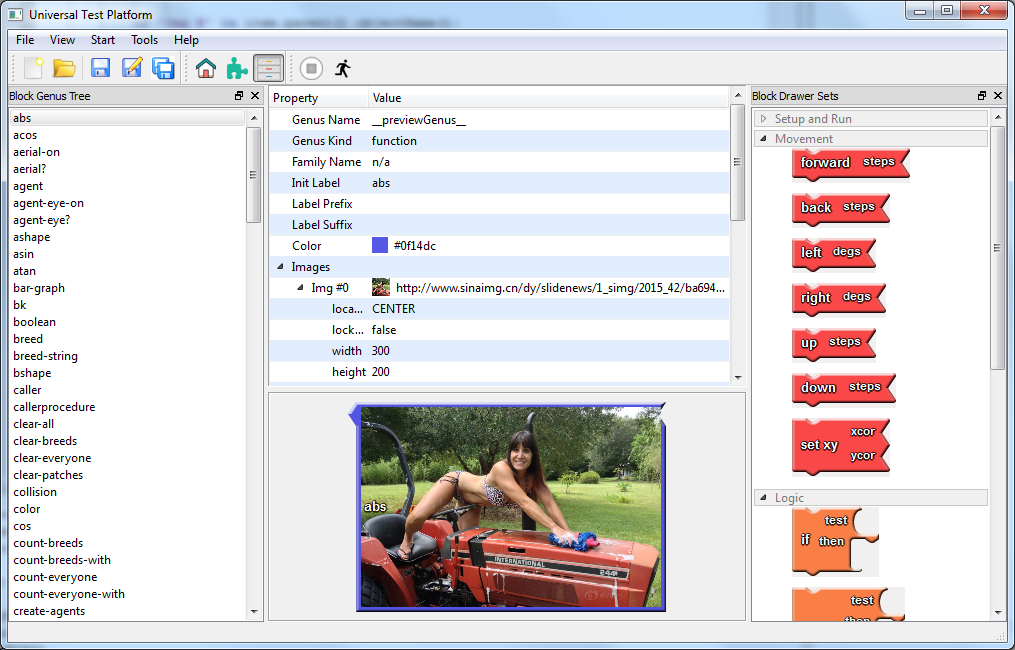 Universal Test Platform
File View Start Tools Help
Block Genus Tree
abs
acos
aerial-on
aerial?
agent
agent-eye-on
agent-eye?
ashape
asin
atan
bar-graph
bk
boolean
breed
breed-string
bshape
caller
callerprocedure
clear-all
clear-breeds
clear-everyone
clear-patches
collision
color
cos
count-breeds
count-breeds-with
count-everyone
count-everyone-with
create-agents
Property Value
Genus Name __previewGenus__
Genus Kind function
Family Name n/a
Init Label abs
Label Prefix
Label Suffix
Color #0f14dc
Images
Img #0 http://www.sinaimg.cn/dy/slidenews/1_simg/2015_42/ba694...
loca... CENTER
lock... false
width 300
height 200
abs
INTERNATIONAL
244
Block Drawer Sets
Setup and Run
Movement
forward steps
back steps
left degs
right degs
up steps
down steps
set xy xcor
ycor
Logic
test
if then
test
then